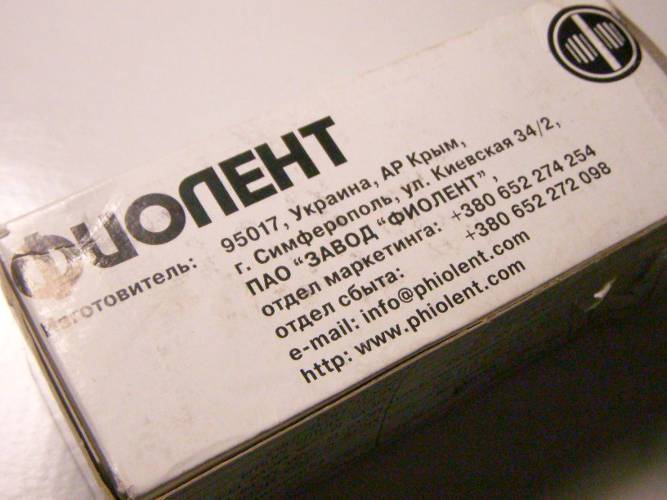 ФИОЛЕНТ
Изготовитель: 95017, Украина, АР Крым,
г. Симферополь, ул. Киевская 34/2,
ПАО "ЗАВОД "ФИОЛЕНТ",
отдел маркетинга: +380 652 274 254
отдел сбыта: +380 652 272 098
e-mail: info@phiolent.com
http: www.phiolent.com